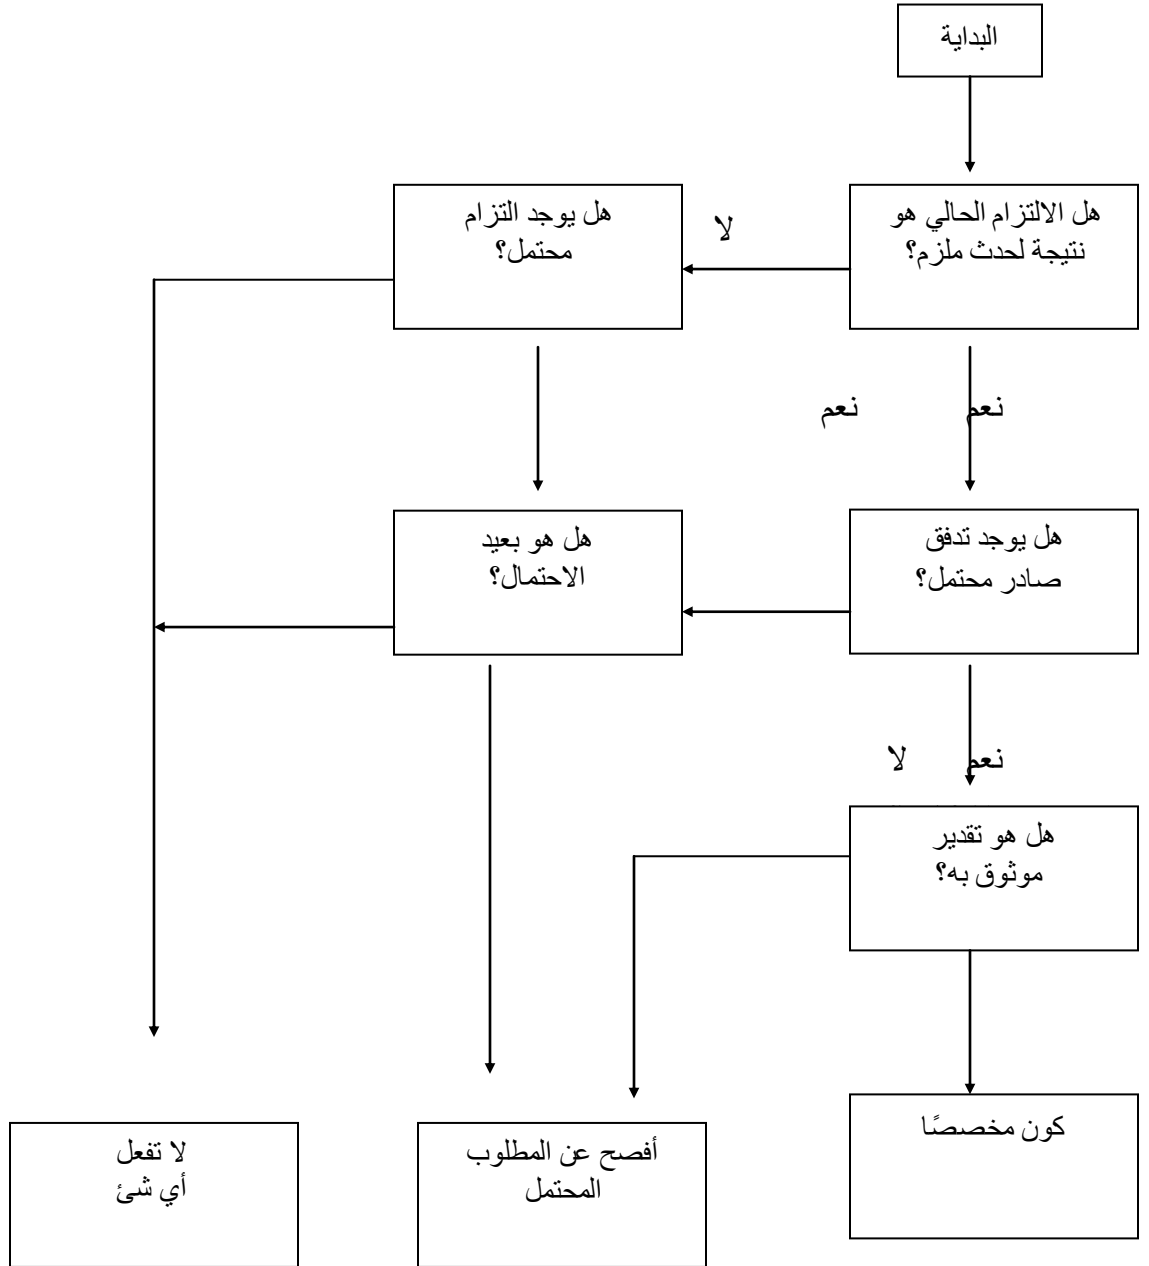 البداية
هل الالتزام الحالي هو
نتيجة لحدث ملزم؟
لا
هل يوجد التزام
محتمل؟
نعم
نعم
هل يوجد تدفق
صادر محتمل؟
هل هو بعيد
الاحتمال؟
نعم
لا
هل هو تقدير
موثوق به؟
كون مخصصًا
أفصح عن المطلوب
المحتمل
لا تفعل
أي شئ